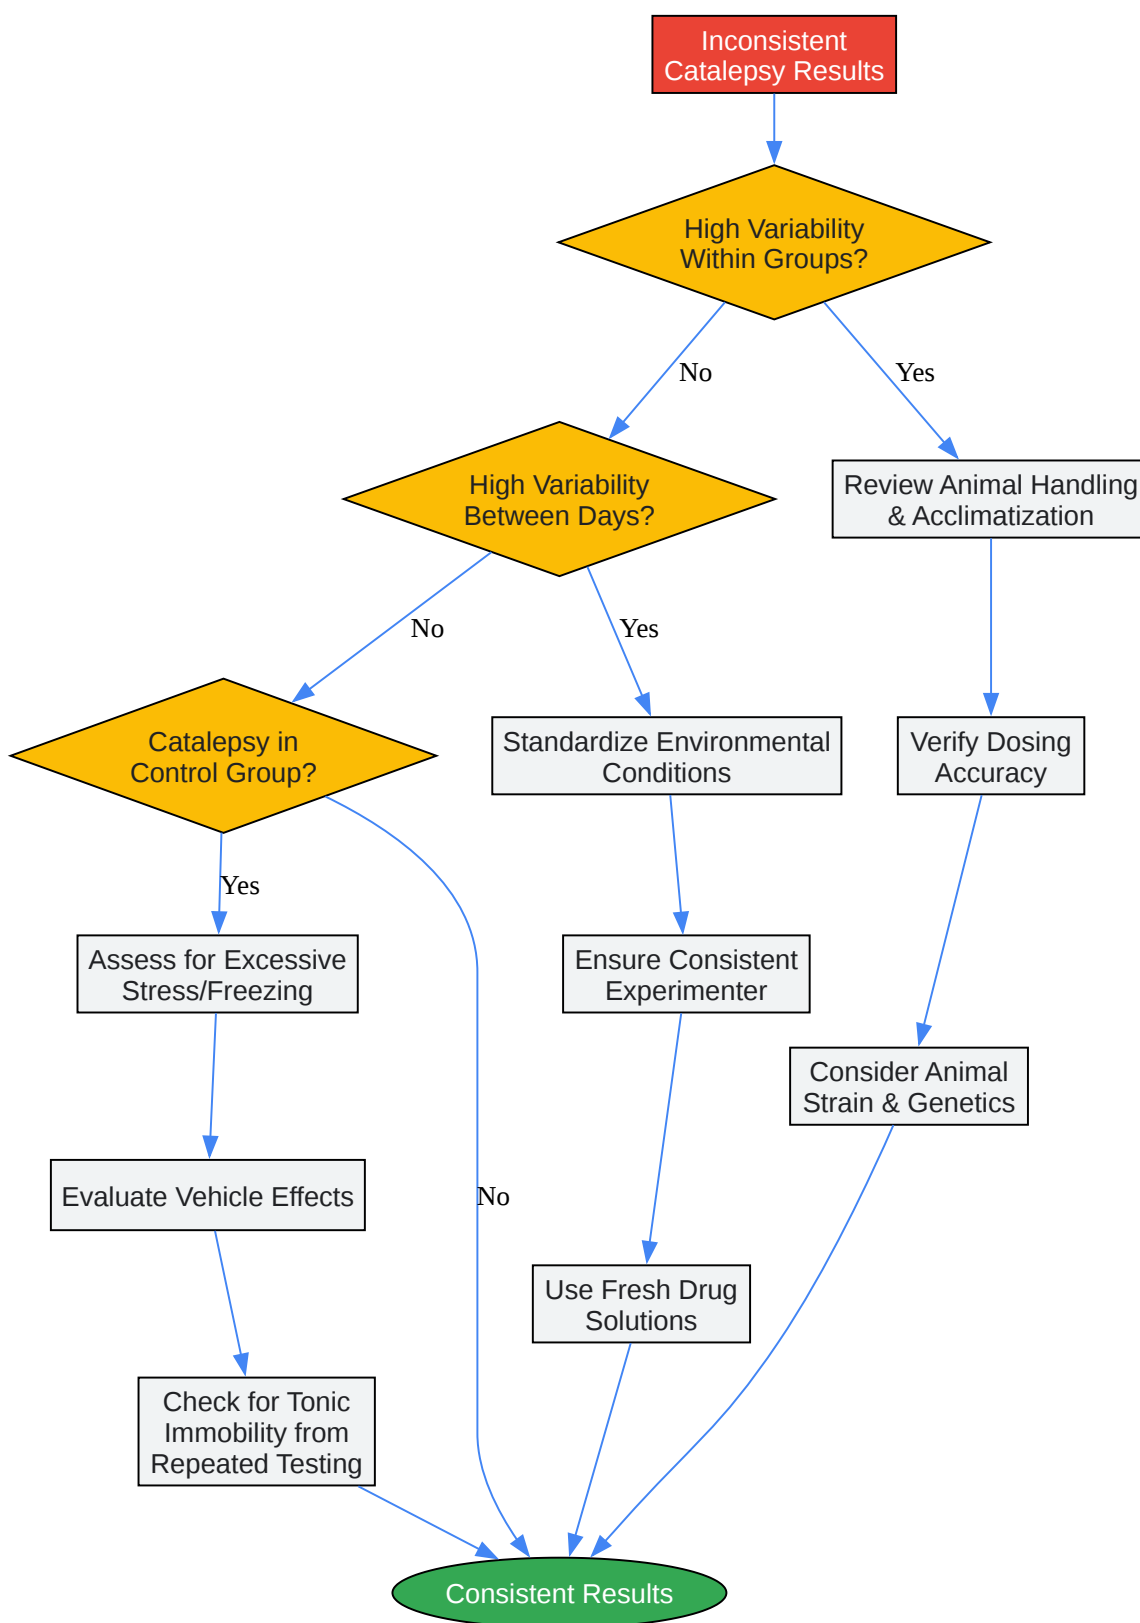 Inconsistent
Catalepsy Results
High Variability
Within Groups?
No
Yes
High Variability
Between Days?
Review Animal Handling
& Acclimatization
No
Yes
Catalepsy in
Control Group?
Standardize Environmental
Conditions
Verify Dosing
Accuracy
Yes
Assess for Excessive
Stress/Freezing
Ensure Consistent
Experimenter
Consider Animal
Strain & Genetics
Evaluate Vehicle Effects
No
Use Fresh Drug
Solutions
Check for Tonic
Immobility from
Repeated Testing
Consistent Results